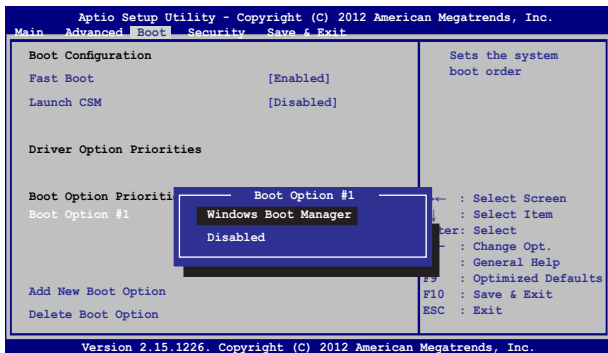 Aptio Setup Utility - Copyright (C) 2012 American Megatrends, Inc.
Main Advanced Boot Security Save & Exit
Boot Configuration
Fast Boot [Enabled]
Launch CSM [Disabled]
Driver Option Priorities
Boot Option Prioriti
Boot Option #1
Add New Boot Option
Delete Boot Option
Boot Option #1
Windows Boot Manager
Disabled
Sets the system
boot order
← : Select Screen
: Select Item
ter: Select
- : Change Opt.
: General Help
F9 : Optimized Defaults
F10 : Save & Exit
ESC : Exit
Version 2.15.1226. Copyright (C) 2012 American Megatrends, Inc.